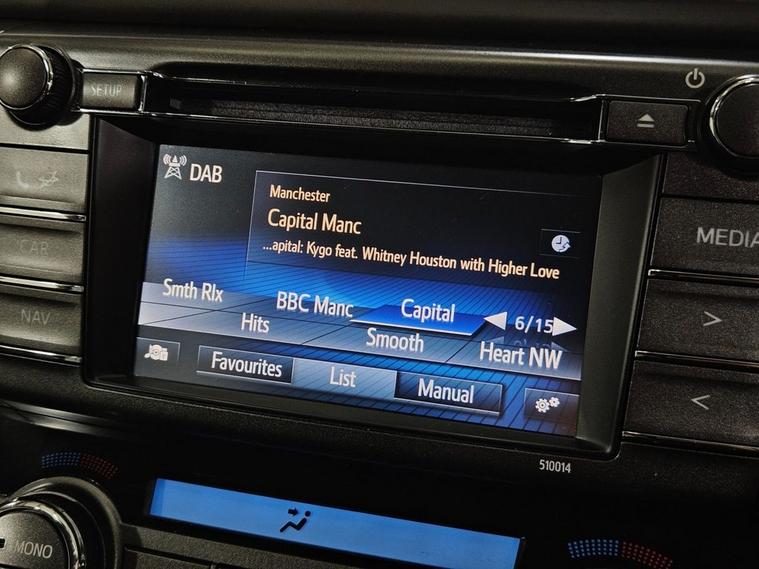 SETUP
DAB
Manchester
Capital Manc
...apital: Kygo feat. Whitney Houston with Higher Love
MEDIA
CAR
Smth Rlx
BBC Manc
Capital
6/15
Hits
Smooth
Heart NW
NAV
Favourites
List
Manual
510014
MONO